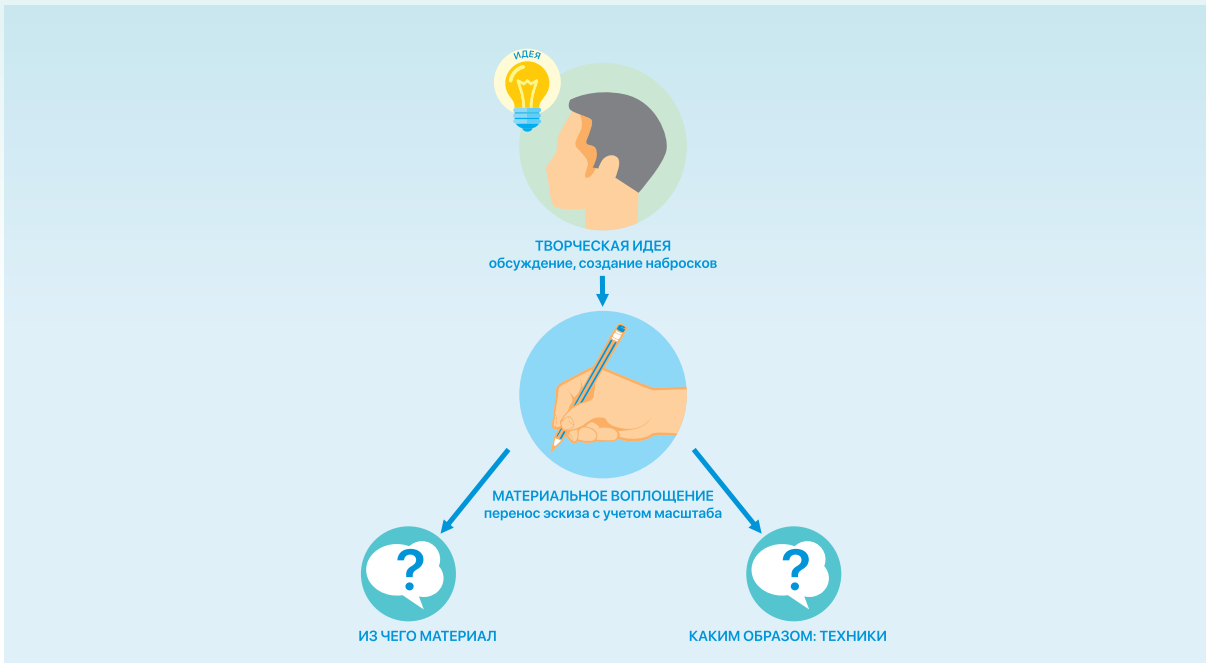 ИДЕЯ
ТВОРЧЕСКАЯ ИДЕЯ
обсуждение, создание набросков
МАТЕРИАЛЬНОЕ ВОПЛОЩЕНИЕ
перенос эскиза с учетом масштаба
?
?
ИЗ ЧЕГО МАТЕРИАЛ
КАКИМ ОБРАЗОМ: ТЕХНИКИ